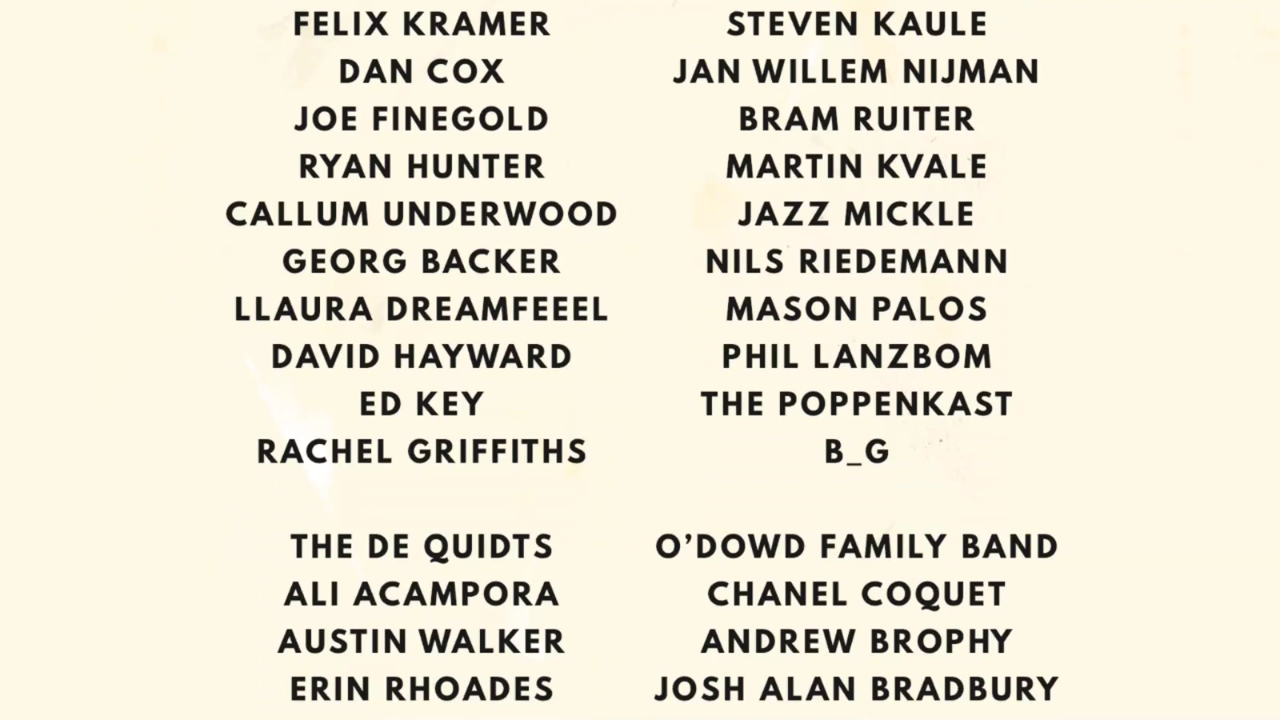 FELIX KRAMER STEVEN KAULE
DAN COX JAN WILLEM NIJMAN
JOE FINEGOLD BRAM RUITER
RYAN HUNTER MARTIN KVALE
CALLUM UNDERWOOD JAZZ MICKLE
GEORG BACKER NILS RIEDEMANN
LLAURA DREAMFEEEL MASON PALOS
DAVID HAYWARD PHIL LANZBOM
ED KEY THE POPPENKAST
RACHEL GRIFFITHS B_G
THE DE QUIDTS O’DOWD FAMILY BAND
ALI ACAMPORA CHANEL COQUET
AUSTIN WALKER ANDREW BROPHY
ERIN RHOADES JOSH ALAN BRADBURY